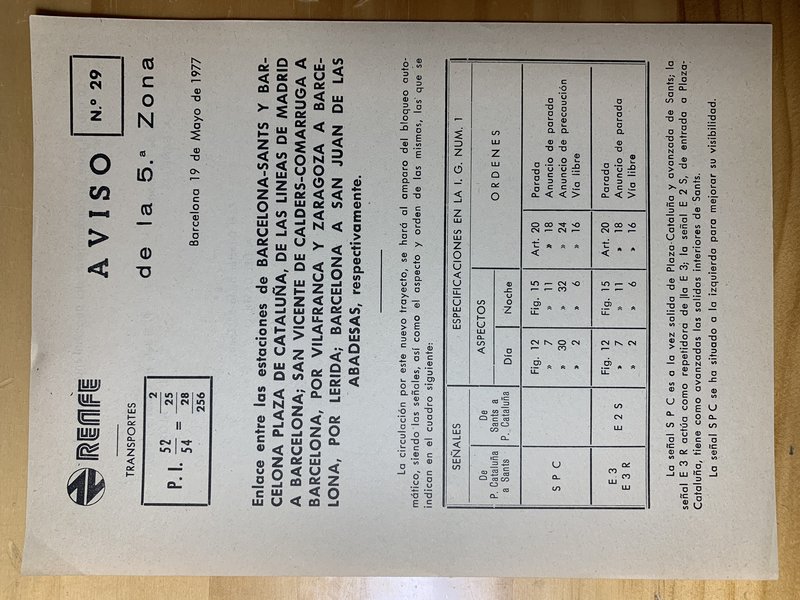 RENFE
TRANSPORTES
P. I. 52/54 = 2/25 28/256
AVISO N.º 29
de la 5.ª Zona
Barcelona 19 de Mayo de 1977
Enlace entre las estaciones de BARCELONA-SANTS Y BAR-
CELONA PLAZA DE CATALUÑA, DE LAS LINEAS DE MADRID
A BARCELONA; SAN VICENTE DE CALDERS-COMARRUGA A
BARCELONA, POR VILAFRANCA Y ZARAGOZA A BARCE-
LONA, POR LERIDA; BARCELONA A SAN JUAN DE LAS
ABADESAS, respectivamente.
La circulación por este nuevo trayecto, se hará al amparo del bloqueo auto-
mático, siendo las señales, así como el aspecto y orden de las mismas, las que se
indican en el cuadro siguiente:
SEÑALES ESPECIFICACIONES EN LA I. G. NUM. 1
De P. Cataluña a Sants De Sants a P. Cataluña ASPECTOS ORDENES
Día Noche
S P C Fig. 12 Fig. 15 Art. 20 Parada
» 7 » 11 » 18 Anuncio de parada
» 30 » 32 » 24 Anuncio de precaución
» 2 » 6 » 16 Vía libre
E 3 Fig. 12 Fig. 15 Art. 20 Parada
E 3 R E 2 S » 7 » 11 » 18 Anuncio de parada
» 2 » 6 » 16 Vía libre
La señal S P C es a la vez salida de Plaza Cataluña y avanzada de Sants; la
señal E 3 R actúa como repetidora de la E 3; la señal E 2 S, de entrada a Plaza-
Cataluña, tiene como avanzadas las salidas interiores de Sants.
La señal S P C se ha situado a la izquierda para mejorar su visibilidad.